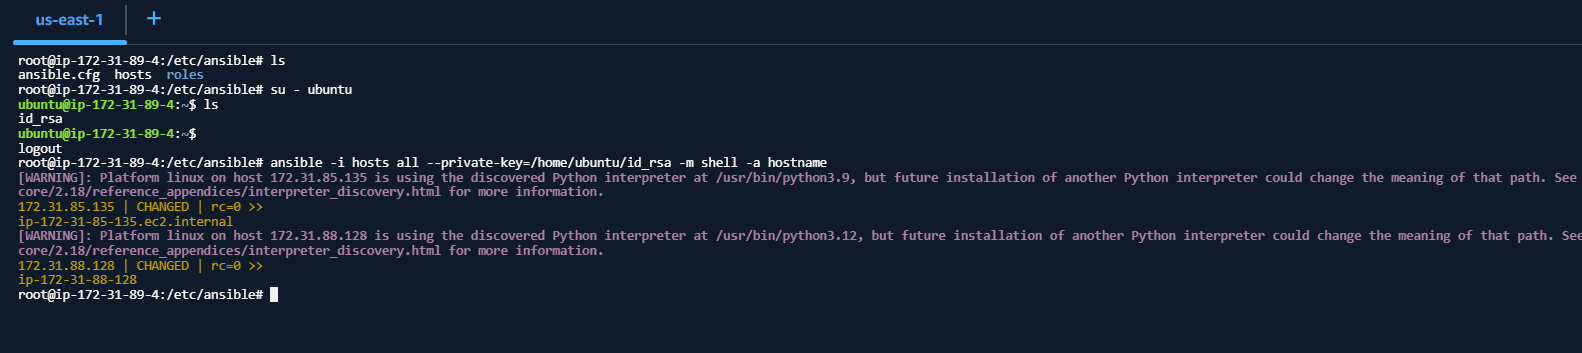 us-east-1 +
root@ip-172-31-89-4:/etc/ansible# ls
ansible.cfg  hosts  roles
root@ip-172-31-89-4:/etc/ansible# su - ubuntu
ubuntu@ip-172-31-89-4:~$ ls
id_rsa
ubuntu@ip-172-31-89-4:~$
logout
root@ip-172-31-89-4:/etc/ansible# ansible -i hosts all --private-key=/home/ubuntu/id_rsa -m shell -a hostname
[WARNING]: Platform linux on host 172.31.85.135 is using the discovered Python interpreter at /usr/bin/python3.9, but future installation of another Python interpreter could change the meaning of that path. See
core/2.18/reference_appendices/interpreter_discovery.html for more information.
172.31.85.135 | CHANGED | rc=0 >>
ip-172-31-85-135.ec2.internal
[WARNING]: Platform linux on host 172.31.88.128 is using the discovered Python interpreter at /usr/bin/python3.12, but future installation of another Python interpreter could change the meaning of that path. See
core/2.18/reference_appendices/interpreter_discovery.html for more information.
172.31.88.128 | CHANGED | rc=0 >>
ip-172-31-88-128
root@ip-172-31-89-4:/etc/ansible#